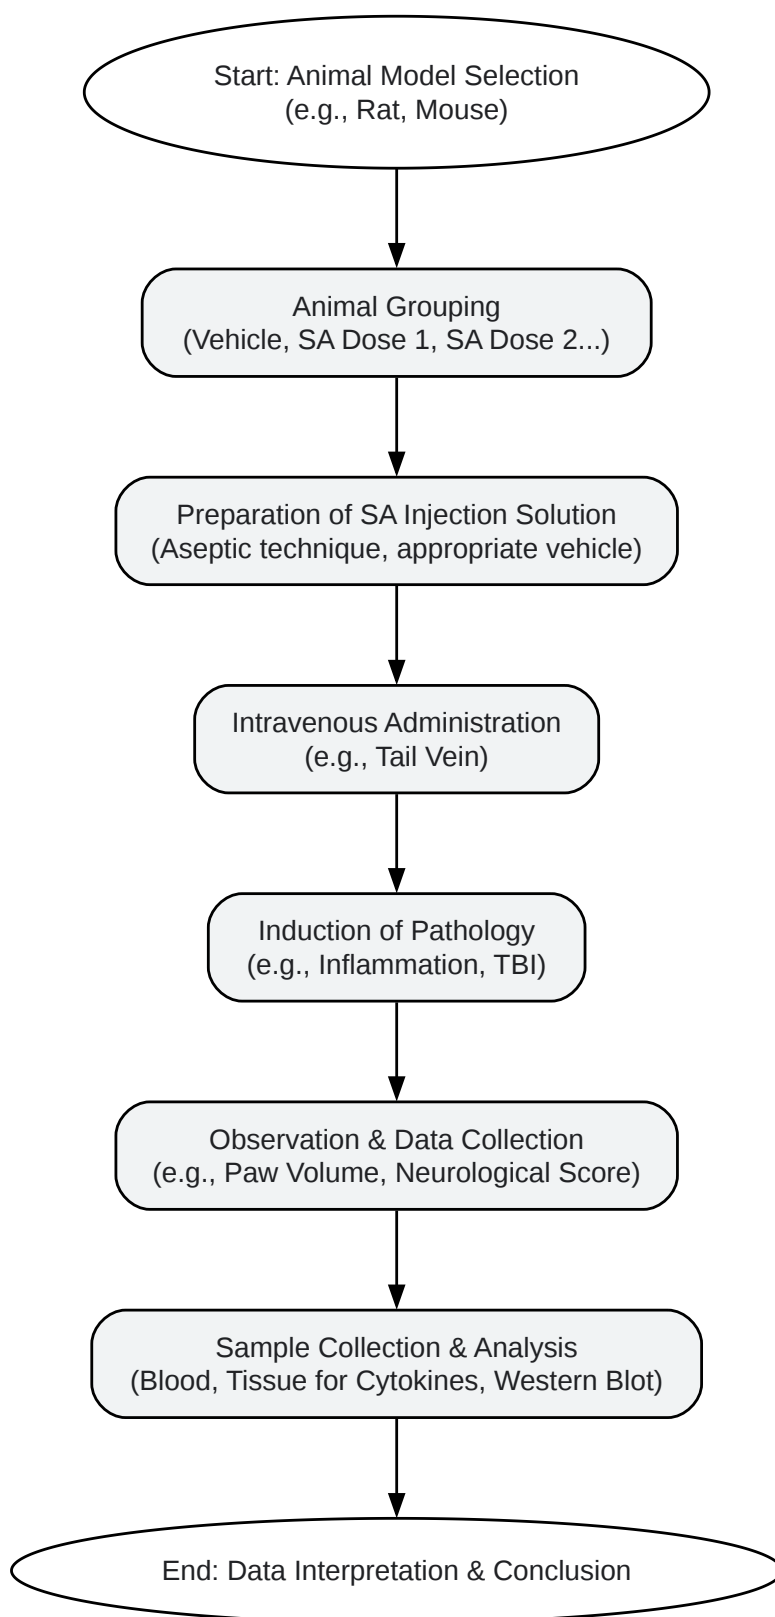 Start: Animal Model Selection
(e.g., Rat, Mouse)
Animal Grouping
(Vehicle, SA Dose 1, SA Dose 2...)
Preparation of SA Injection Solution
(Aseptic technique, appropriate vehicle)
Intravenous Administration
(e.g., Tail Vein)
Induction of Pathology
(e.g., Inflammation, TBI)
Observation & Data Collection
(e.g., Paw Volume, Neurological Score)
Sample Collection & Analysis
(Blood, Tissue for Cytokines, Western Blot)
End: Data Interpretation & Conclusion